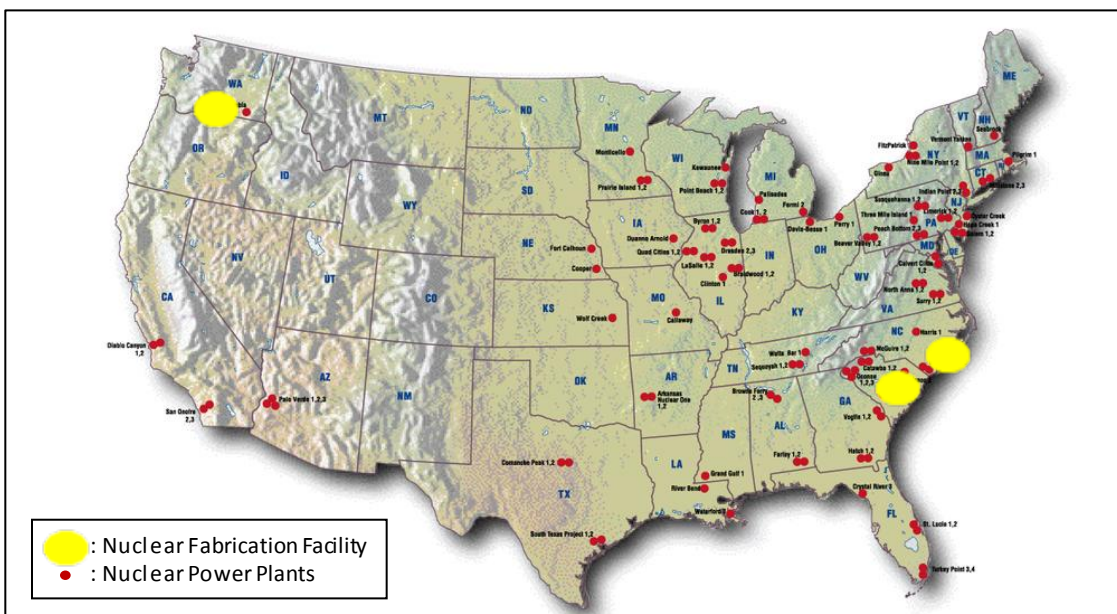 WA
bia
OR
ID
MT
ND
SD
WY
NE
NV
UT
CO
CA
AZ
NM
KS
OK
TX
MN
Monticello
Prairie Island 1,2
WI
Kewaunee
Point Beach 1,2
MI
Palisades
Cook 1, 2
Fermi 2
Davis-Besse 1
Perry 1
IA
Duanne Arnold
Quad Cities 1,2
Byron 1,2
Dresden 2,3
LaSalle 1,2
Braidwood 1,2
Clinton 1
IL
IN
OH
Fort Calhoun
Cooper
Wolf Creek
MO
Callaway
KY
WV
VA
ME
VT
NH
Seabrook
Vermont Yankee
MA
Pilgrim 1
CT
FitzPatrick
NY
Nine Mile Point 1,2
Ginna
Indian Point 2,3
Millstone 2,3
Susquehanna 1,2
NJ
Three Mile Island 1
Limerick 1,2
Oyster Creek
PA
Hope Creek 1
Peach Bottom 2,3
Salem 1,2
Beaver Valley 1,2
MD
DE
Calvert Cliffs
1,2
North Anna 1,2
Surry 1,2
NC
Harris 1
McGuire 1,2
Catawba 1,2
Oconee
1,2,3
TN
Watts Bar 1
Sequoyah 1,2
Browns Ferry
2,3
AR
Arkansas
Nuclear One
1,2
MS
AL
GA
Vogtle 1,2
Hatch 1,2
Farley 1,2
LA
Grand Gulf 1
River Bend
Waterford
Crystal River 3
FL
St. Lucie 1,2
Turkey Point 3,4
Diablo Canyon
1,2
San Onofre
2,3
Palo Verde 1,2,3
Comanche Peak 1,2
South Texas Project 1,2
: Nuclear Fabrication Facility
: Nuclear Power Plants